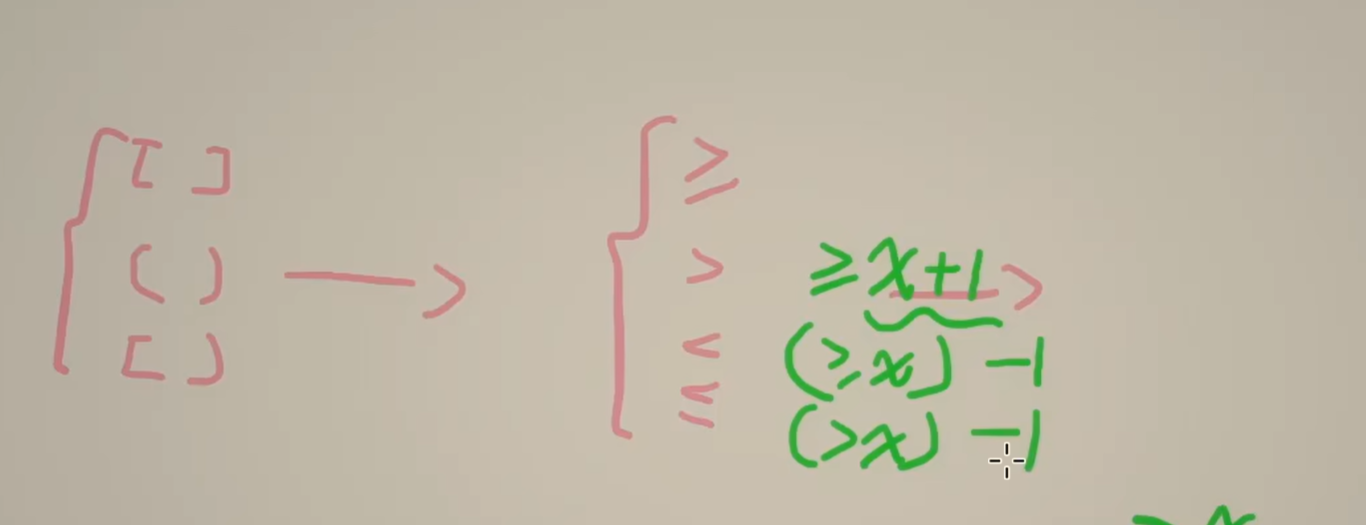 [ ]
( )
[ )
≥
>
<
≤
≥ x+1
(≥x) -1
(>x) -1